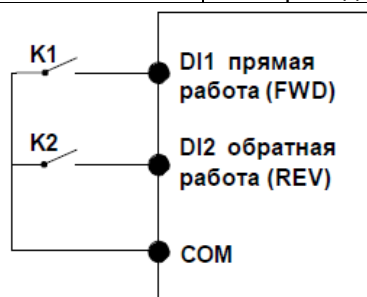 K1
DI1 прямая
работа (FWD)
K2
DI2 обратная
работа (REV)
COM